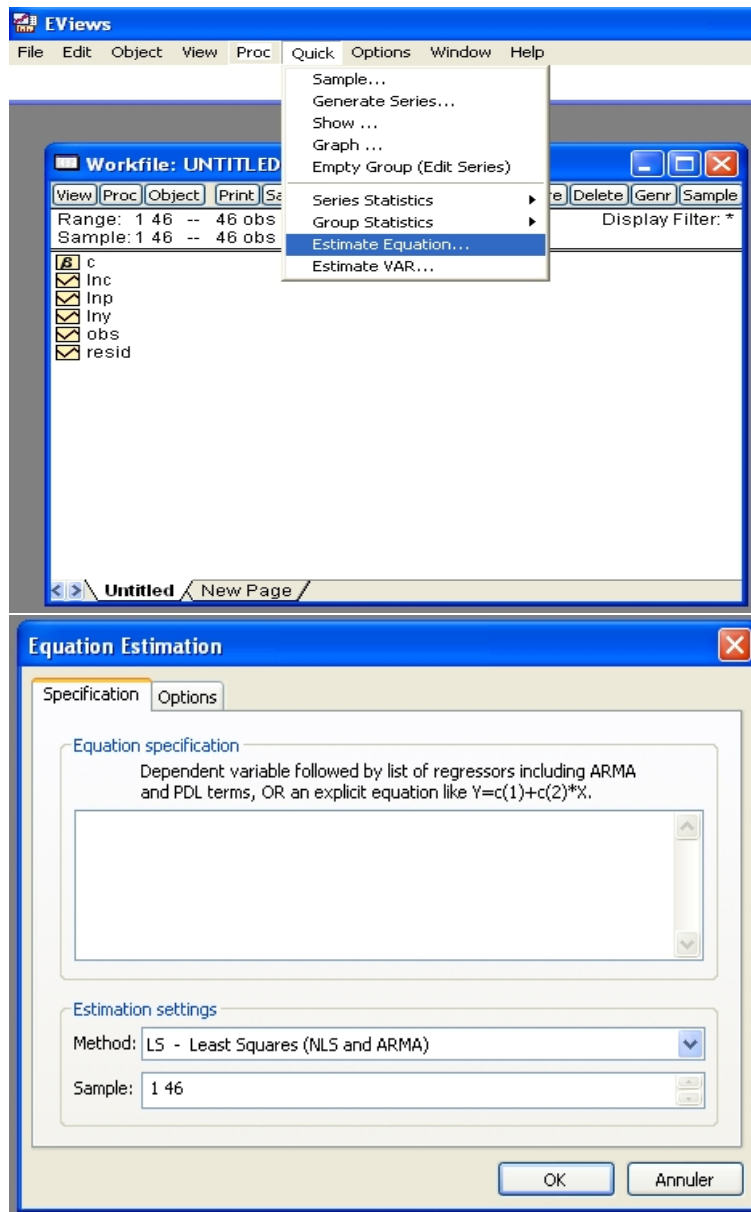 EViews
File Edit Object View Proc Quick Options Window Help
Sample...
Generate Series...
Show ...
Graph ...
Empty Group (Edit Series)
Series Statistics
Group Statistics
Estimate Equation...
Estimate VAR...
Workfile: UNTITLED
View Proc Object Print Sa re Delete Genr Sample
Range: 1 46 -- 46 obs Display Filter: *
Sample: 1 46 -- 46 obs
β c
lnc
lnp
lny
obs
resid
Untitled New Page
Equation Estimation
Specification Options
Equation specification
Dependent variable followed by list of regressors including ARMA
and PDL terms, OR an explicit equation like Y=c(1)+c(2)*X.
Estimation settings
Method: LS - Least Squares (NLS and ARMA)
Sample: 1 46
OK Annuler